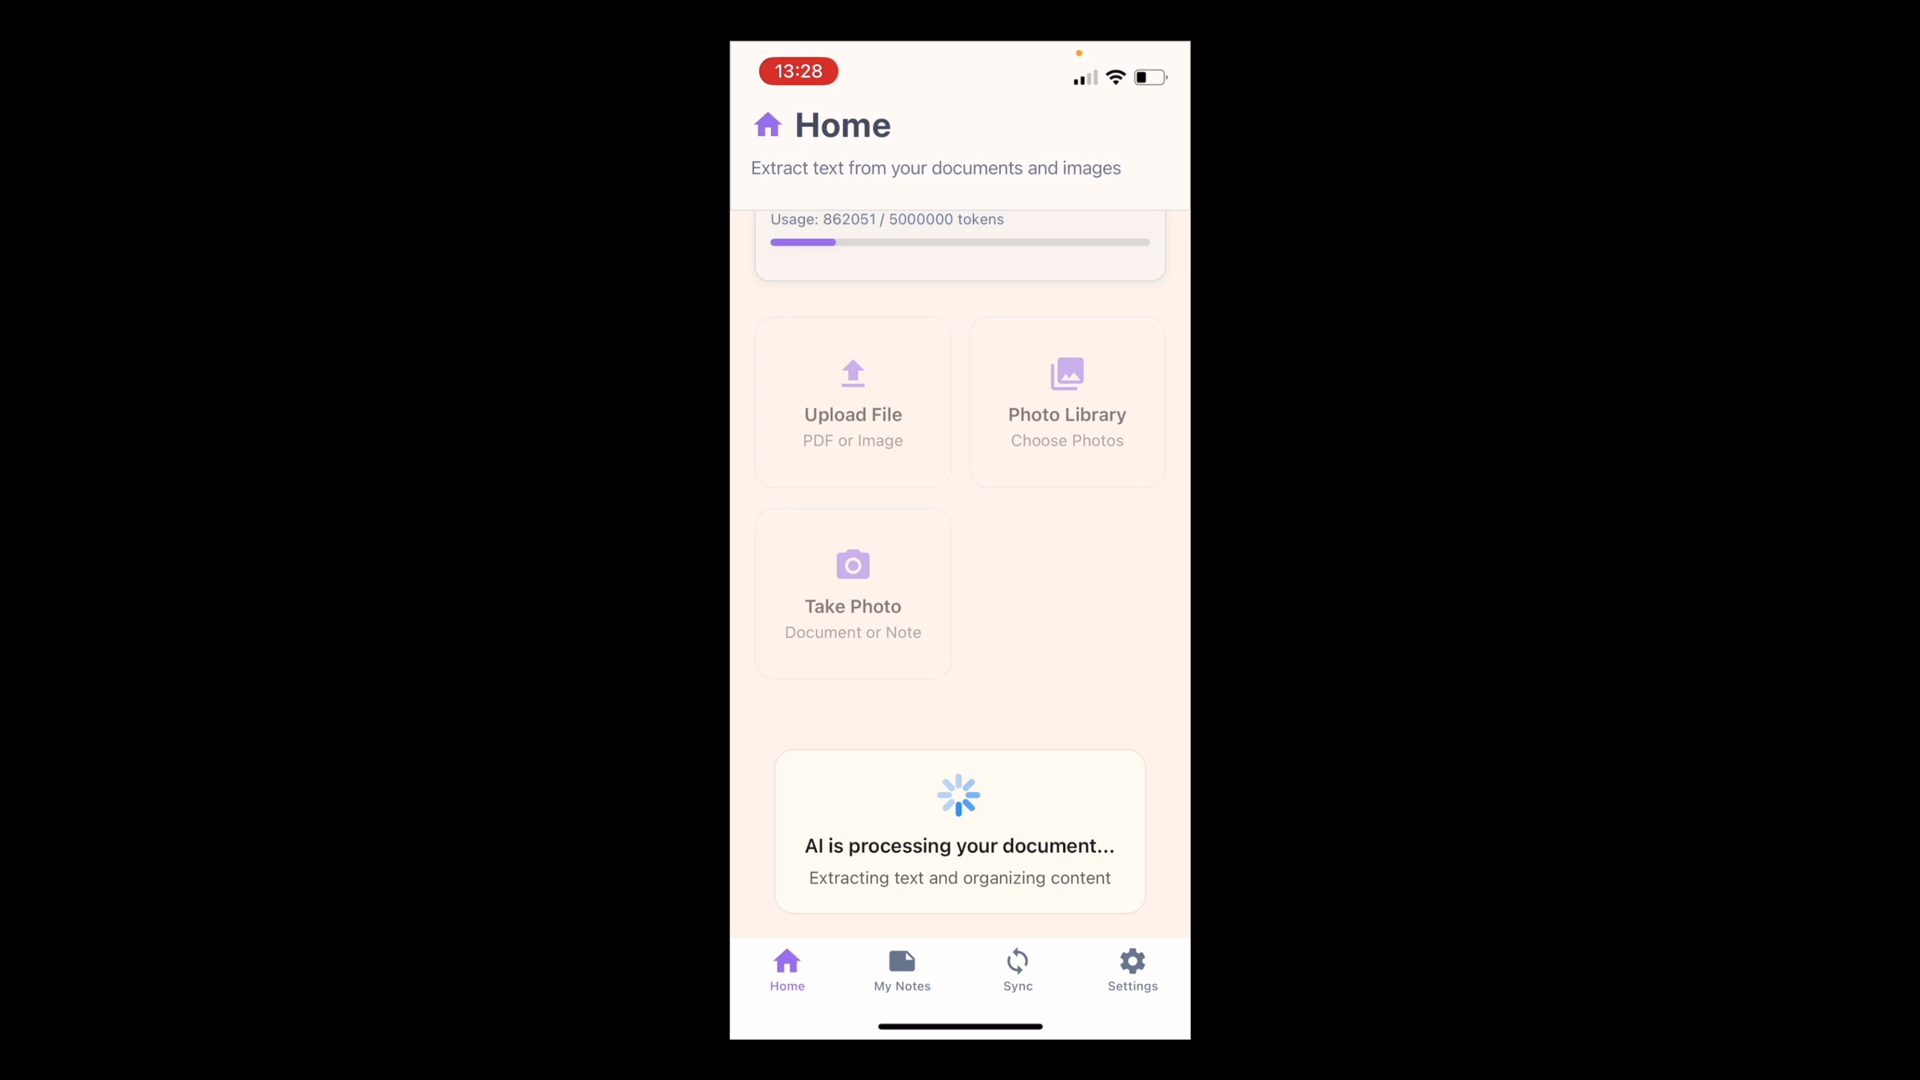 13:28
Home
Extract text from your documents and images
Usage: 862051 / 5000000 tokens
Upload File
PDF or Image
Photo Library
Choose Photos
Take Photo
Document or Note
AI is processing your document...
Extracting text and organizing content
Home
My Notes
Sync
Settings